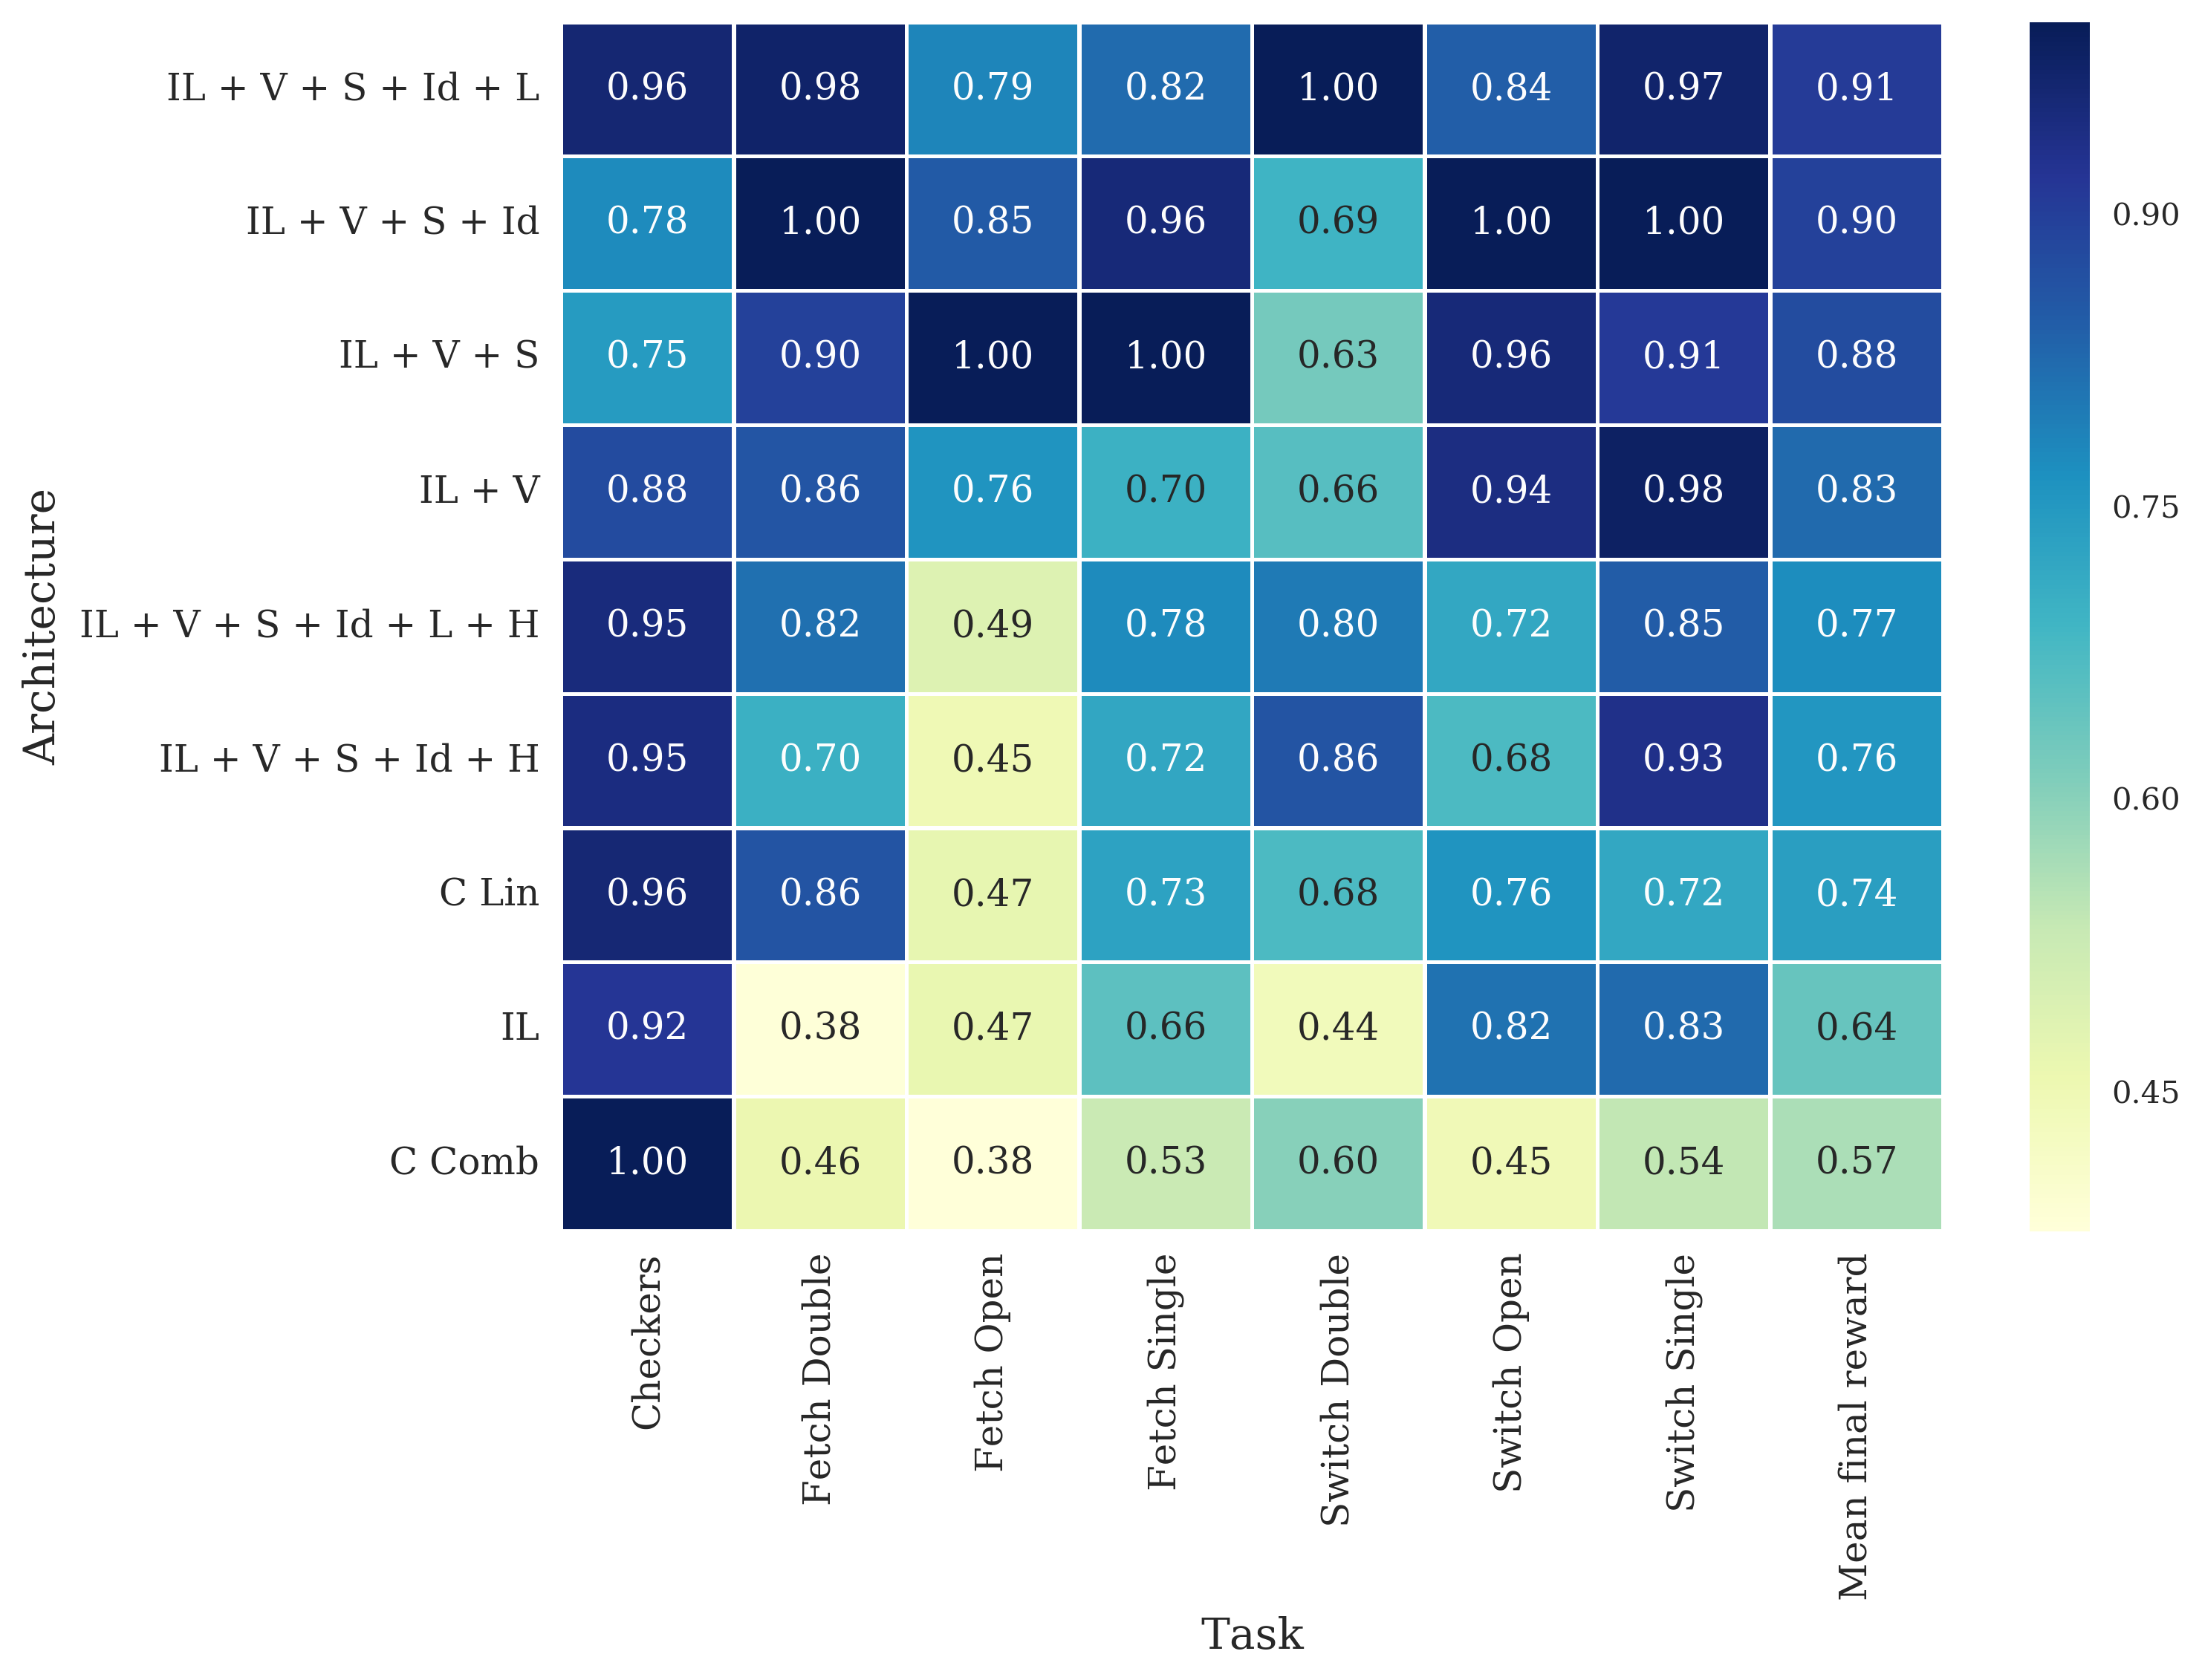 IL + V + S + Id + L 0.96 0.98 0.79 0.82 1.00 0.84 0.97 0.91
IL + V + S + Id 0.78 1.00 0.85 0.96 0.69 1.00 1.00 0.90
IL + V + S 0.75 0.90 1.00 1.00 0.63 0.96 0.91 0.88
IL + V 0.88 0.86 0.76 0.70 0.66 0.94 0.98 0.83
IL + V + S + Id + L + H 0.95 0.82 0.49 0.78 0.80 0.72 0.85 0.77
IL + V + S + Id + H 0.95 0.70 0.45 0.72 0.86 0.68 0.93 0.76
C Lin 0.96 0.86 0.47 0.73 0.68 0.76 0.72 0.74
IL 0.92 0.38 0.47 0.66 0.44 0.82 0.83 0.64
C Comb 1.00 0.46 0.38 0.53 0.60 0.45 0.54 0.57
Architecture
Checkers
Fetch Double
Fetch Open
Fetch Single
Switch Double
Switch Open
Switch Single
Mean final reward
Task
0.90
0.75
0.60
0.45